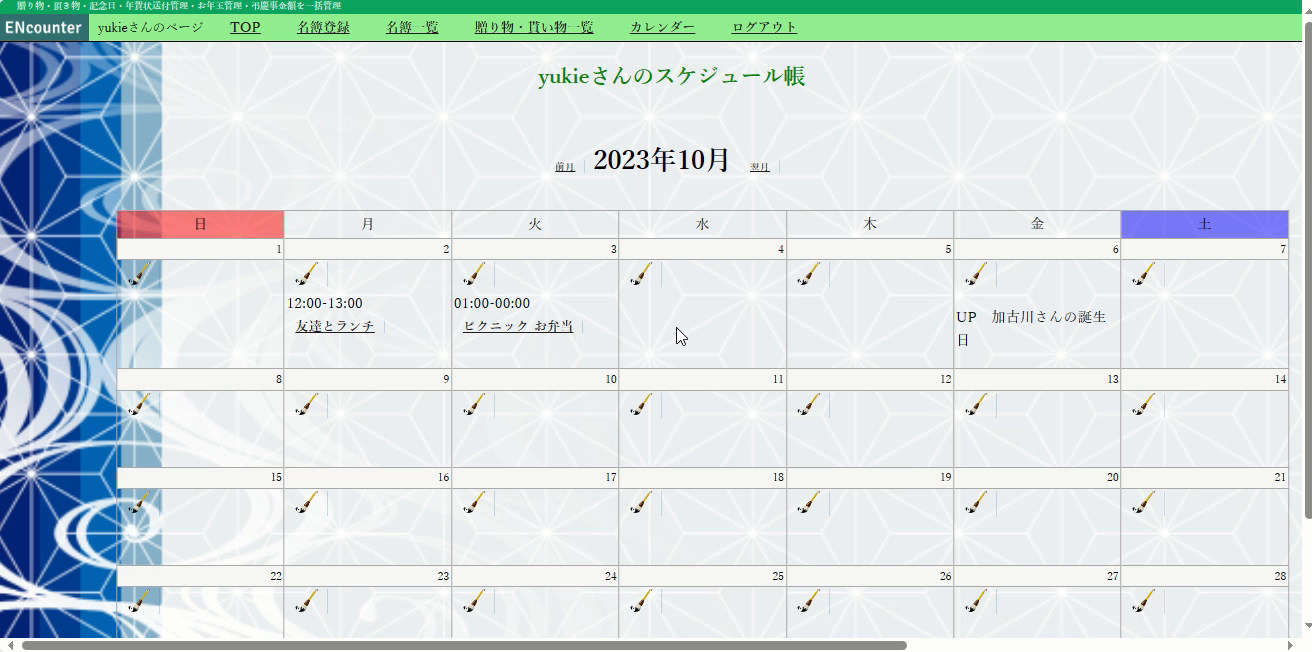 贈り物・頂き物・記念日・年賀状送付管理・お年玉管理・弔慶事金額を一括管理
ENcounter yukieさんのページ TOP 名簿登録 名簿一覧 贈り物・貰い物一覧 カレンダー ログアウト
yukieさんのスケジュール帳
前月 2023年10月 翌月
日 月 火 水 木 金 土
1 2 3 4 5 6 7
12:00-13:00 01:00-00:00
友達とランチ ピクニック お弁当
UP 加古川さんの誕生
日
8 9 10 11 12 13 14
15 16 17 18 19 20 21
22 23 24 25 26 27 28